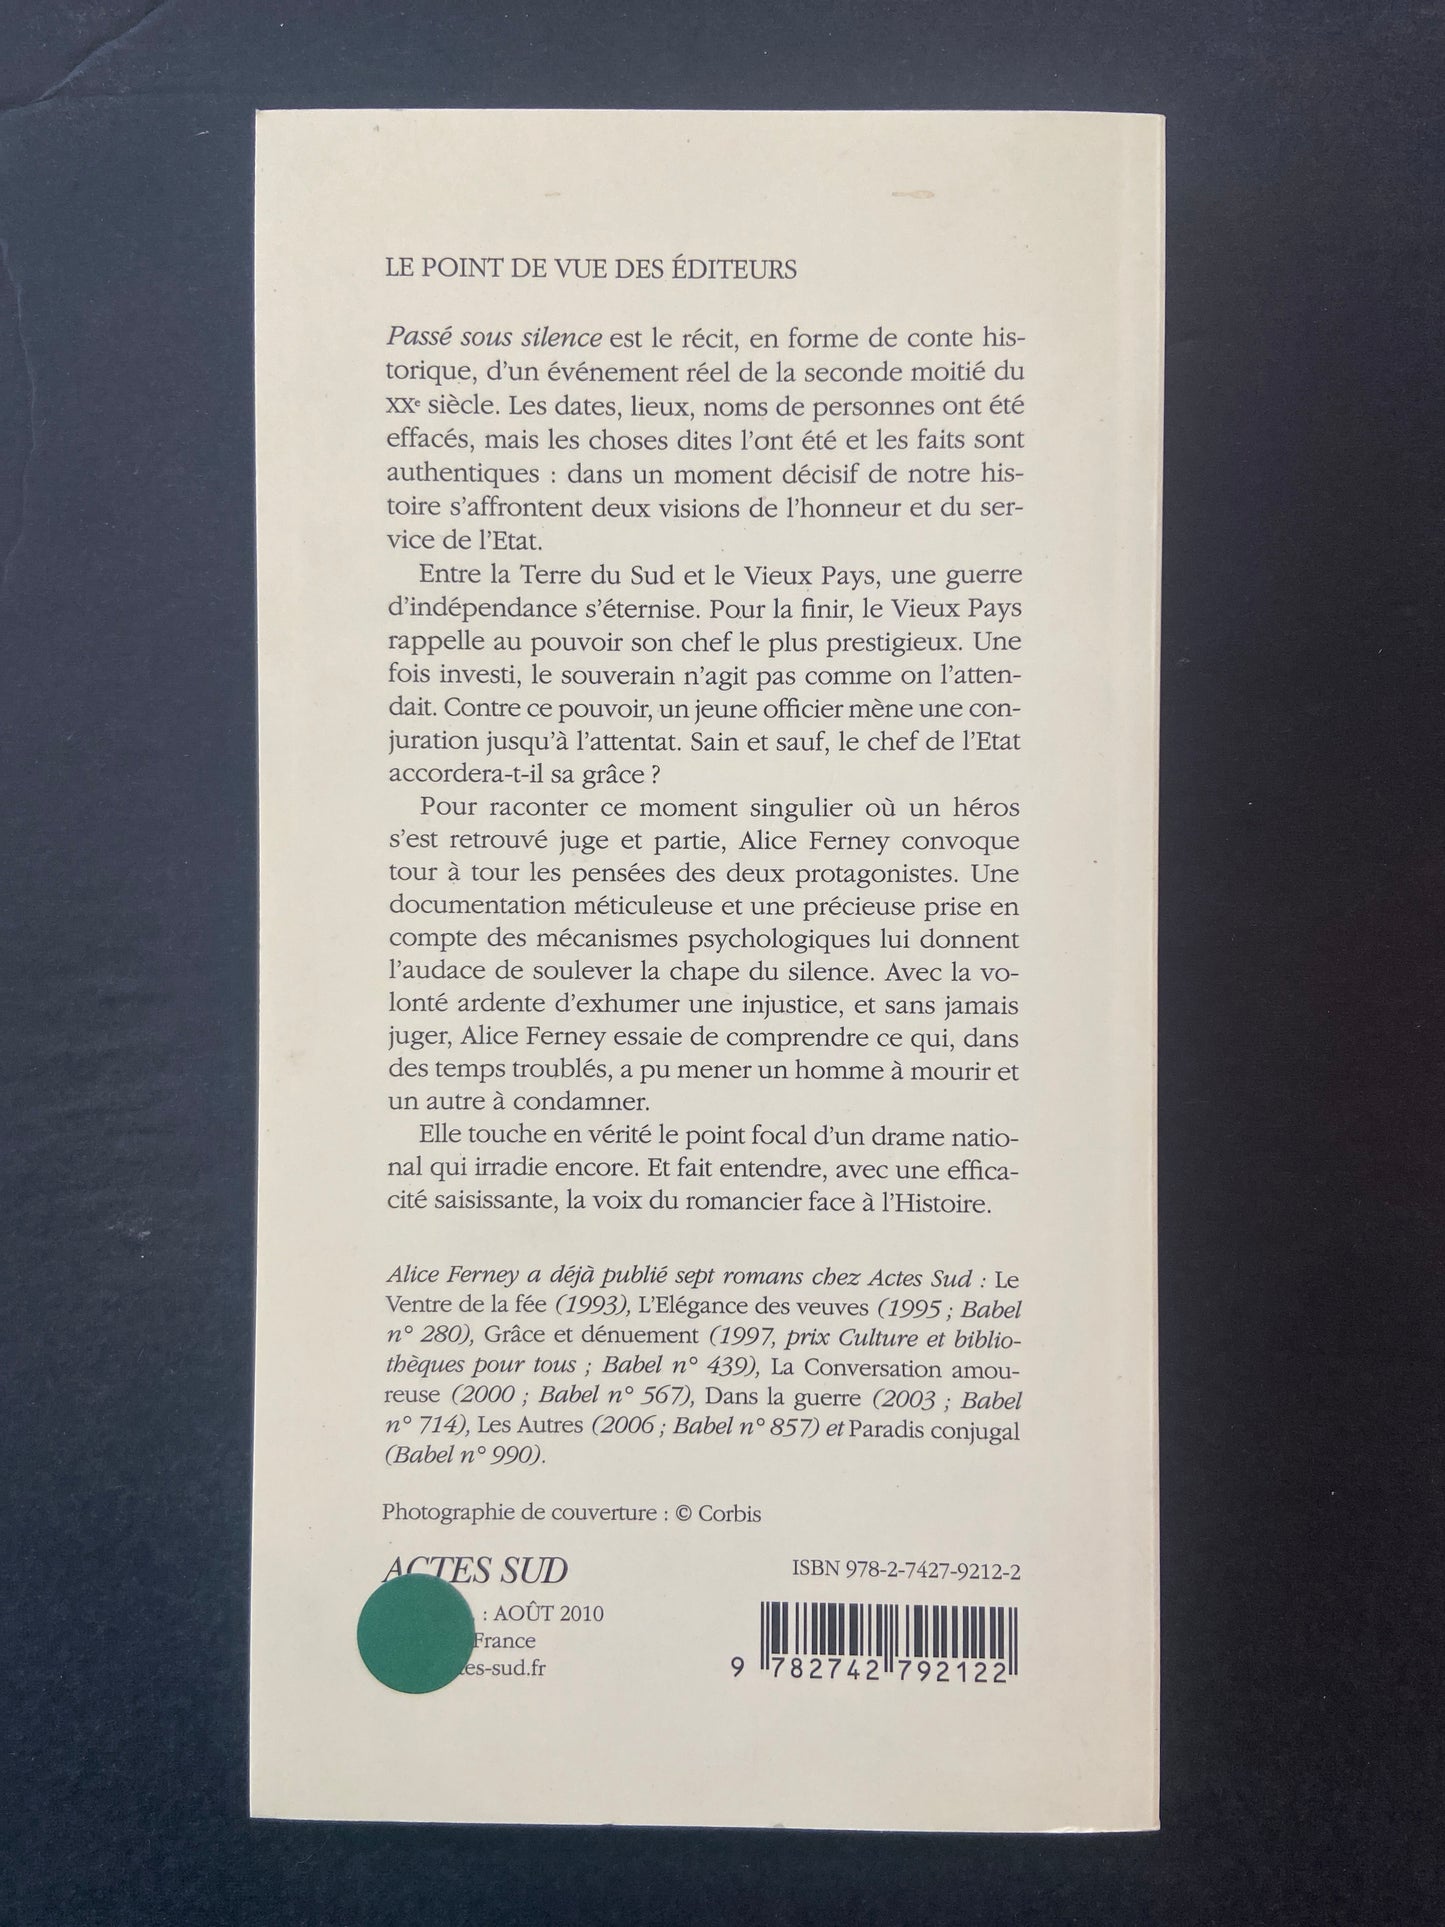 LE POINT DE VUE DES ÉDITEURS
Passé sous silence est le récit, en forme de conte his-
torique, d’un événement réel de la seconde moitié du
XXe siècle. Les dates, lieux, noms de personnes ont été
effacés, mais les choses dites l’ont été et les faits sont
authentiques : dans un moment décisif de notre his-
toire s’affrontent deux visions de l’honneur et du ser-
vice de l’Etat.
Entre la Terre du Sud et le Vieux Pays, une guerre
d’indépendance s’éternise. Pour la finir, le Vieux Pays
rappelle au pouvoir son chef le plus prestigieux. Une
fois investi, le souverain n’agit pas comme on l’atten-
dait. Contre ce pouvoir, un jeune officier mène une con-
juration jusqu’à l’attentat. Sain et sauf, le chef de l’Etat
accordera-t-il sa grâce ?
Pour raconter ce moment singulier où un héros
s’est retrouvé juge et partie, Alice Ferney convoque
tour à tour les pensées des deux protagonistes. Une
documentation méticuleuse et une précieuse prise en
compte des mécanismes psychologiques lui donnent
l’audace de soulever la chape du silence. Avec la vo-
lonté ardente d’exhumer une injustice, et sans jamais
juger, Alice Ferney essaie de comprendre ce qui, dans
des temps troublés, a pu mener un homme à mourir et
un autre à condamner.
Elle touche en vérité le point focal d’un drame natio-
nal qui irradie encore. Et fait entendre, avec une effica-
cité saisissante, la voix du romancier face à l’Histoire.
Alice Ferney a déjà publié sept romans chez Actes Sud : Le
Ventre de la fée (1993), L’Elégance des veuves (1995 ; Babel
n° 280), Grâce et dénuement (1997, prix Culture et biblio-
thèques pour tous ; Babel n° 439), La Conversation amou-
reuse (2000 ; Babel n° 567), Dans la guerre (2003 ; Babel
n° 714), Les Autres (2006 ; Babel n° 857) et Paradis conjugal
(Babel n° 990).
Photographie de couverture : © Corbis
ACTES SUD
ISBN 978-2-7427-9212-2
: AOÛT 2010
France
es-sud.fr
9 782742 792122